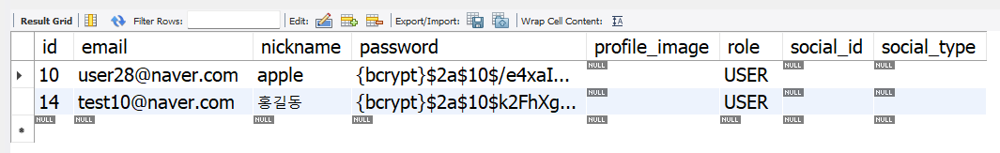 Result Grid Filter Rows: Edit: Export/Import: Wrap Cell Content:
id email nickname password profile_image role social_id social_type
10 user28@naver.com apple {bcrypt}$2a$10$/e4xaI... NULL USER NULL NULL
14 test10@naver.com 홍길동 {bcrypt}$2a$10$k2FhXg... NULL USER NULL NULL
NULL NULL NULL NULL NULL NULL NULL NULL